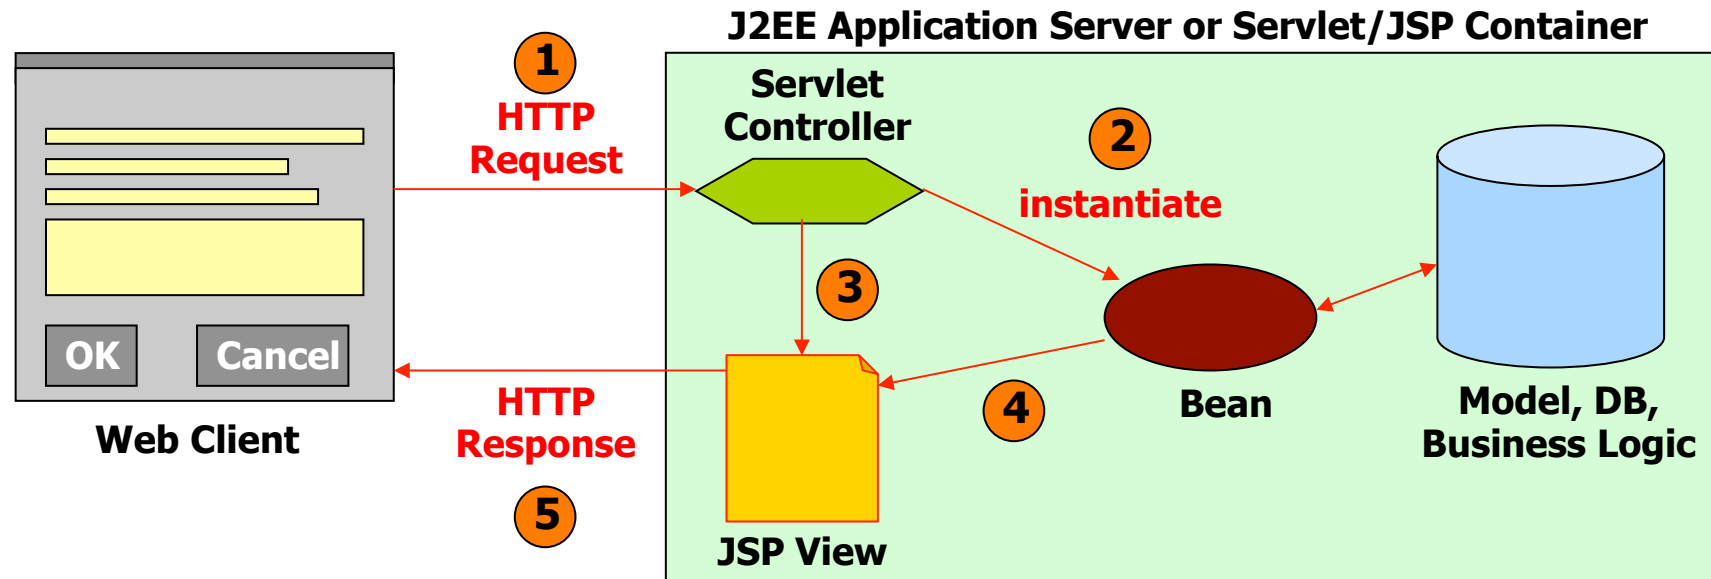 J2EE Application Server or Servlet/JSP Container
1
HTTP
Request
Servlet
Controller
2
instantiate
3
OK
Cancel
Web Client
HTTP
Response
5
4
Bean
Model, DB,
Business Logic
JSP View